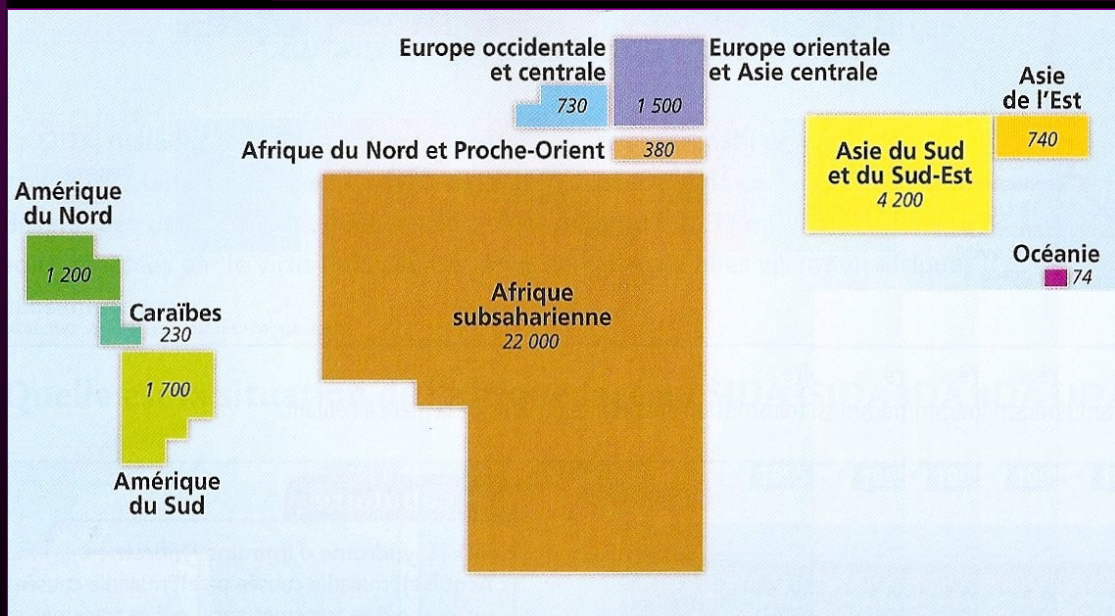 Europe occidentale
et centrale
730
Europe orientale
et Asie centrale
1 500
Afrique du Nord et Proche-Orient
380
Asie
de l'Est
740
Asie du Sud
et du Sud-Est
4 200
Océanie
74
Amérique
du Nord
1 200
Caraïbes
230
1 700
Amérique
du Sud
Afrique
subsaharienne
22 000